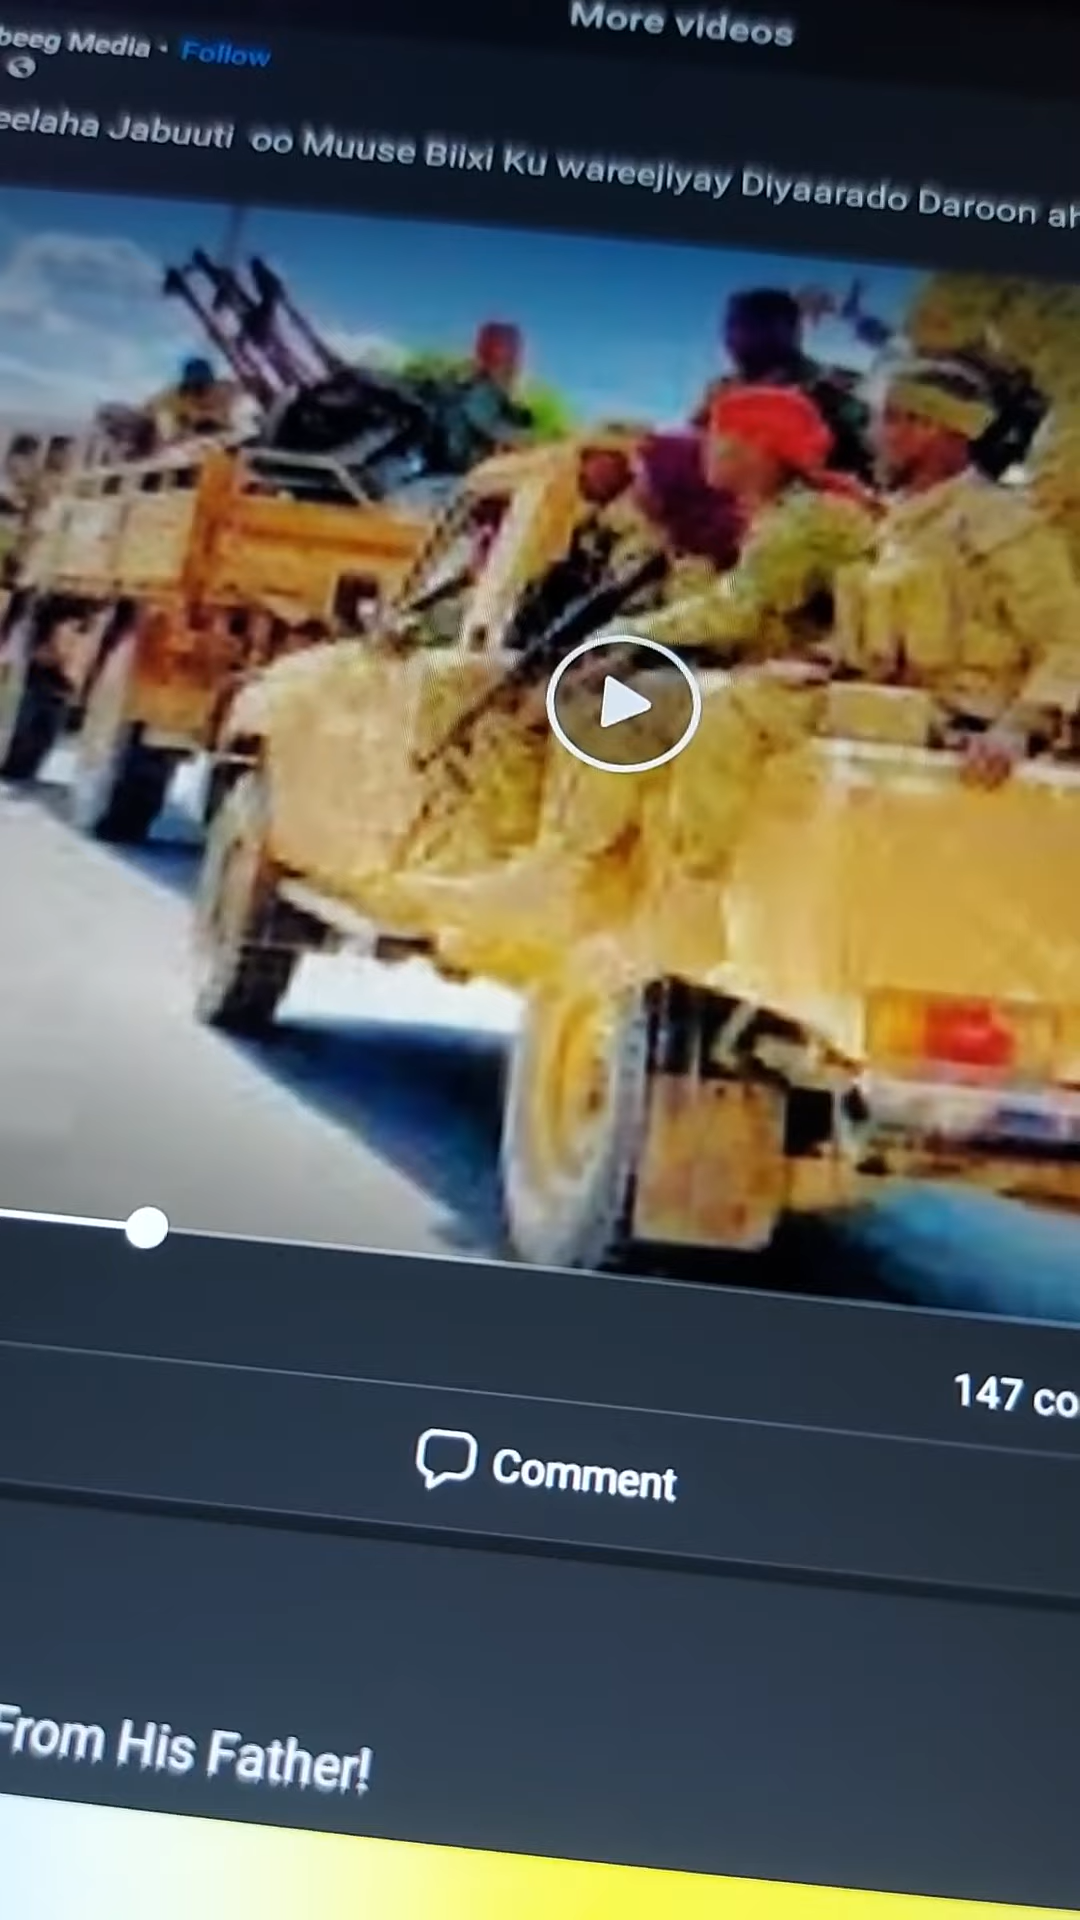 More videos
beeg Media · Follow
eelaha Jabuuti oo Muuse Biixi Ku wareejiyay Diyaarado Daroon ah
147 co
Comment
From His Father!